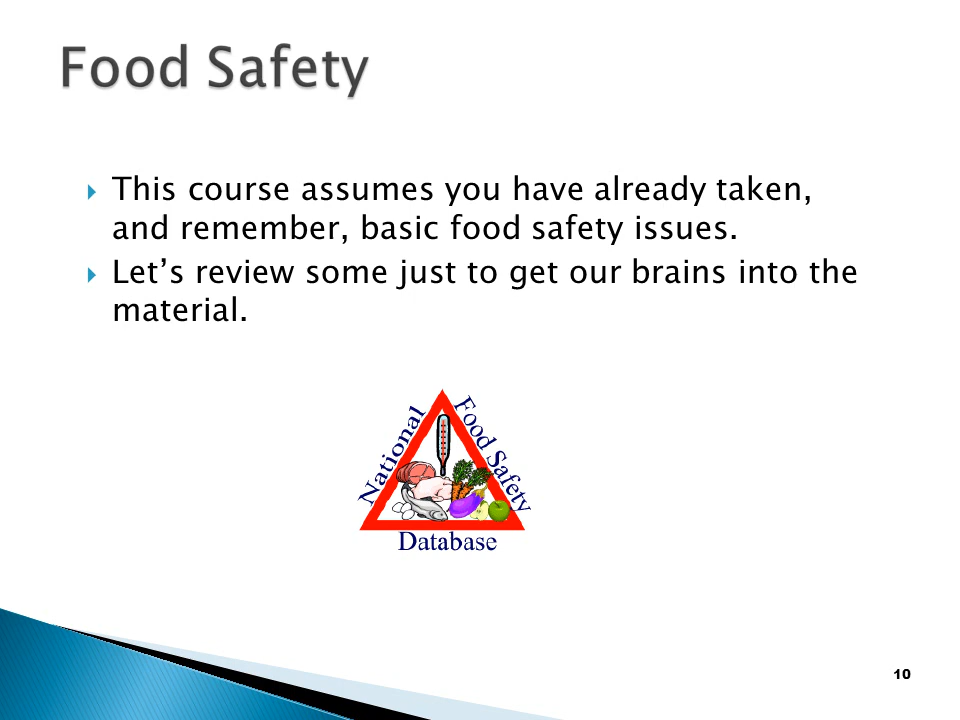 Food Safety
This course assumes you have already taken,
and remember, basic food safety issues.
Let’s review some just to get our brains into the
material.
National
Food Safety
Database
10